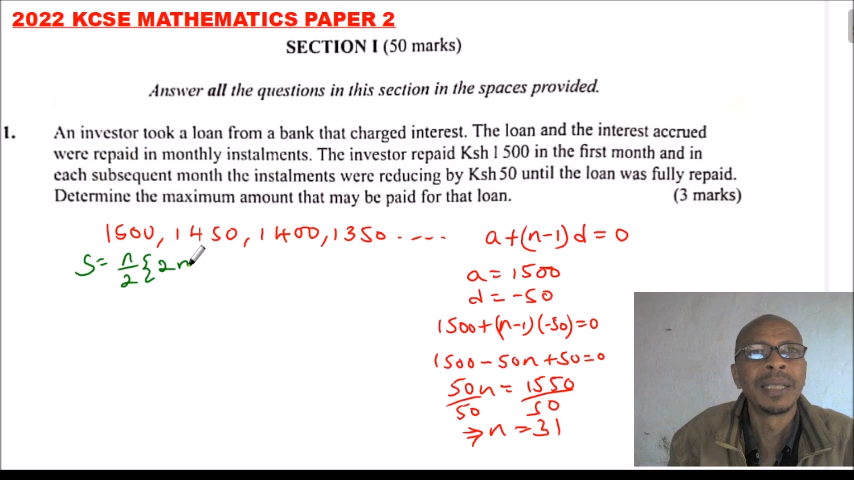 2022 KCSE MATHEMATICS PAPER 2
SECTION I (50 marks)
Answer all the questions in this section in the spaces provided.
1. An investor took a loan from a bank that charged interest. The loan and the interest accrued
were repaid in monthly instalments. The investor repaid Ksh 1 500 in the first month and in
each subsequent month the instalments were reducing by Ksh 50 until the loan was fully repaid.
Determine the maximum amount that may be paid for that loan. (3 marks)
1500, 1450, 1400, 1350 . ...
S= n/2 {2
a+(n-1)d=0
a=1500
d=-50
1500+(n-1)(-50)=0
1500-50n+50=0
50n/50 = 1550/50
⇒ n =31